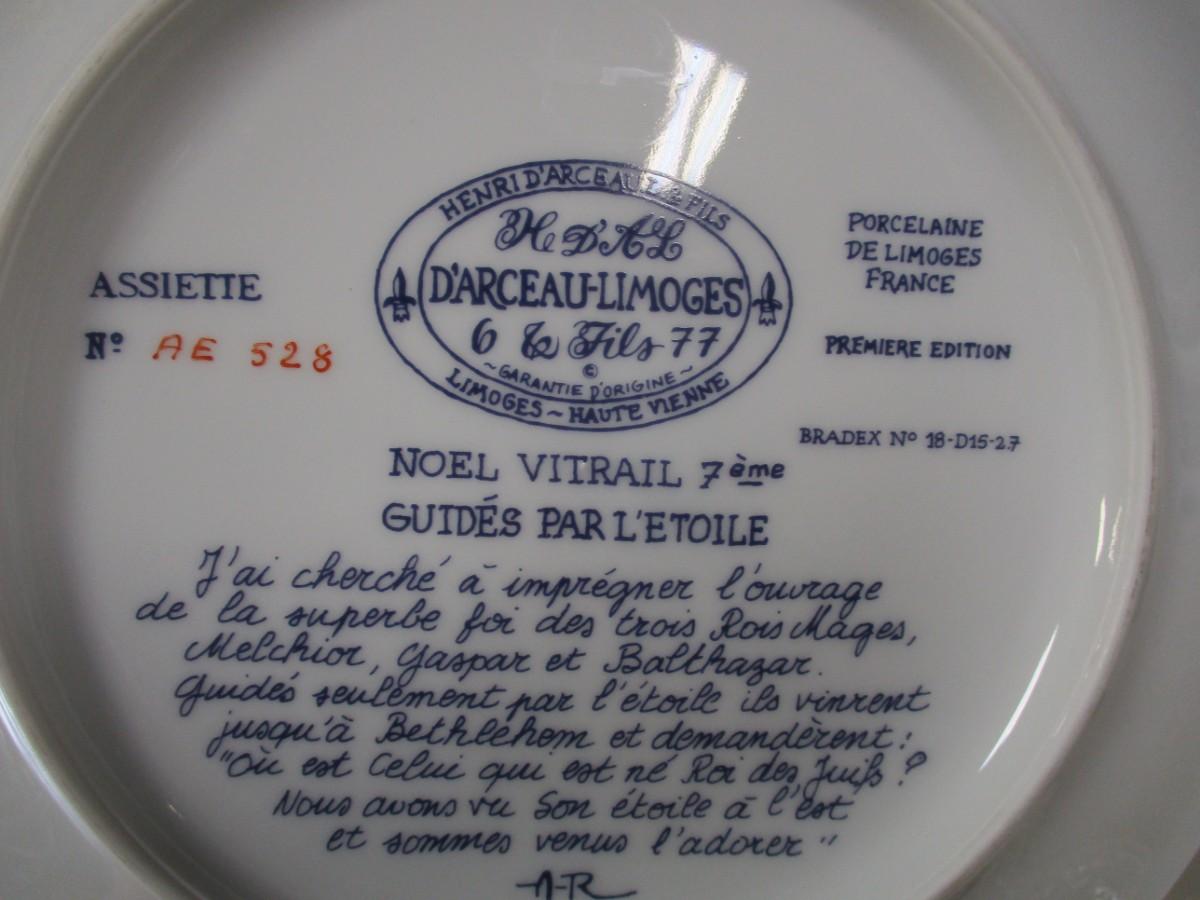 HENRI D'ARCEAU & FILS
H D'AL
D'ARCEAU-LIMOGES
6 & Fils 77
©
~GARANTIE D'ORIGINE~
LIMOGES ~ HAUTE VIENNE
ASSIETTE
Nº AE 528
PORCELAINE
DE LIMOGES
FRANCE
PREMIERE EDITION
BRADEX Nº 18-D15-2.7
NOEL VITRAIL 7ème
GUIDÉS PAR L'ETOILE
J'ai cherché à imprégner l'ouvrage
de la superbe foi des trois Rois Mages,
Melchior, Gaspar et Balthazar.
Guidés seulement par l'étoile ils vinrent
jusqu'à Bethléhem et demandèrent :
"Où est Celui qui est né Roi des Juifs ?
Nous avons vu Son étoile à l'est
et sommes venus l'adorer"